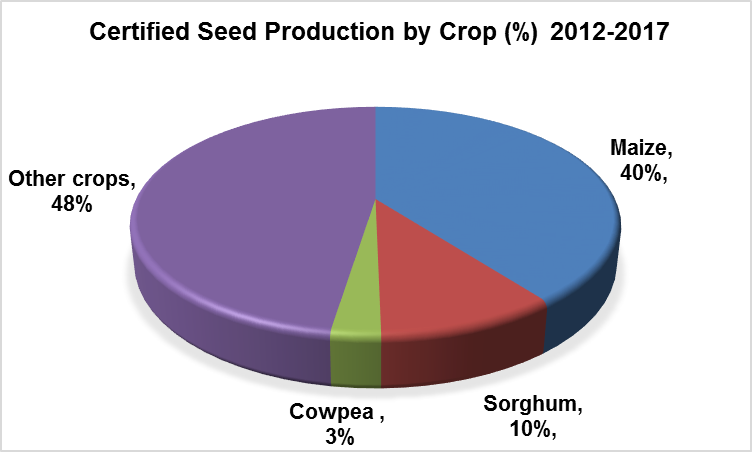 Certified Seed Production by Crop (%) 2012-2017
Maize,
40%,
Other crops,
48%
Cowpea ,
3%
Sorghum,
10%,